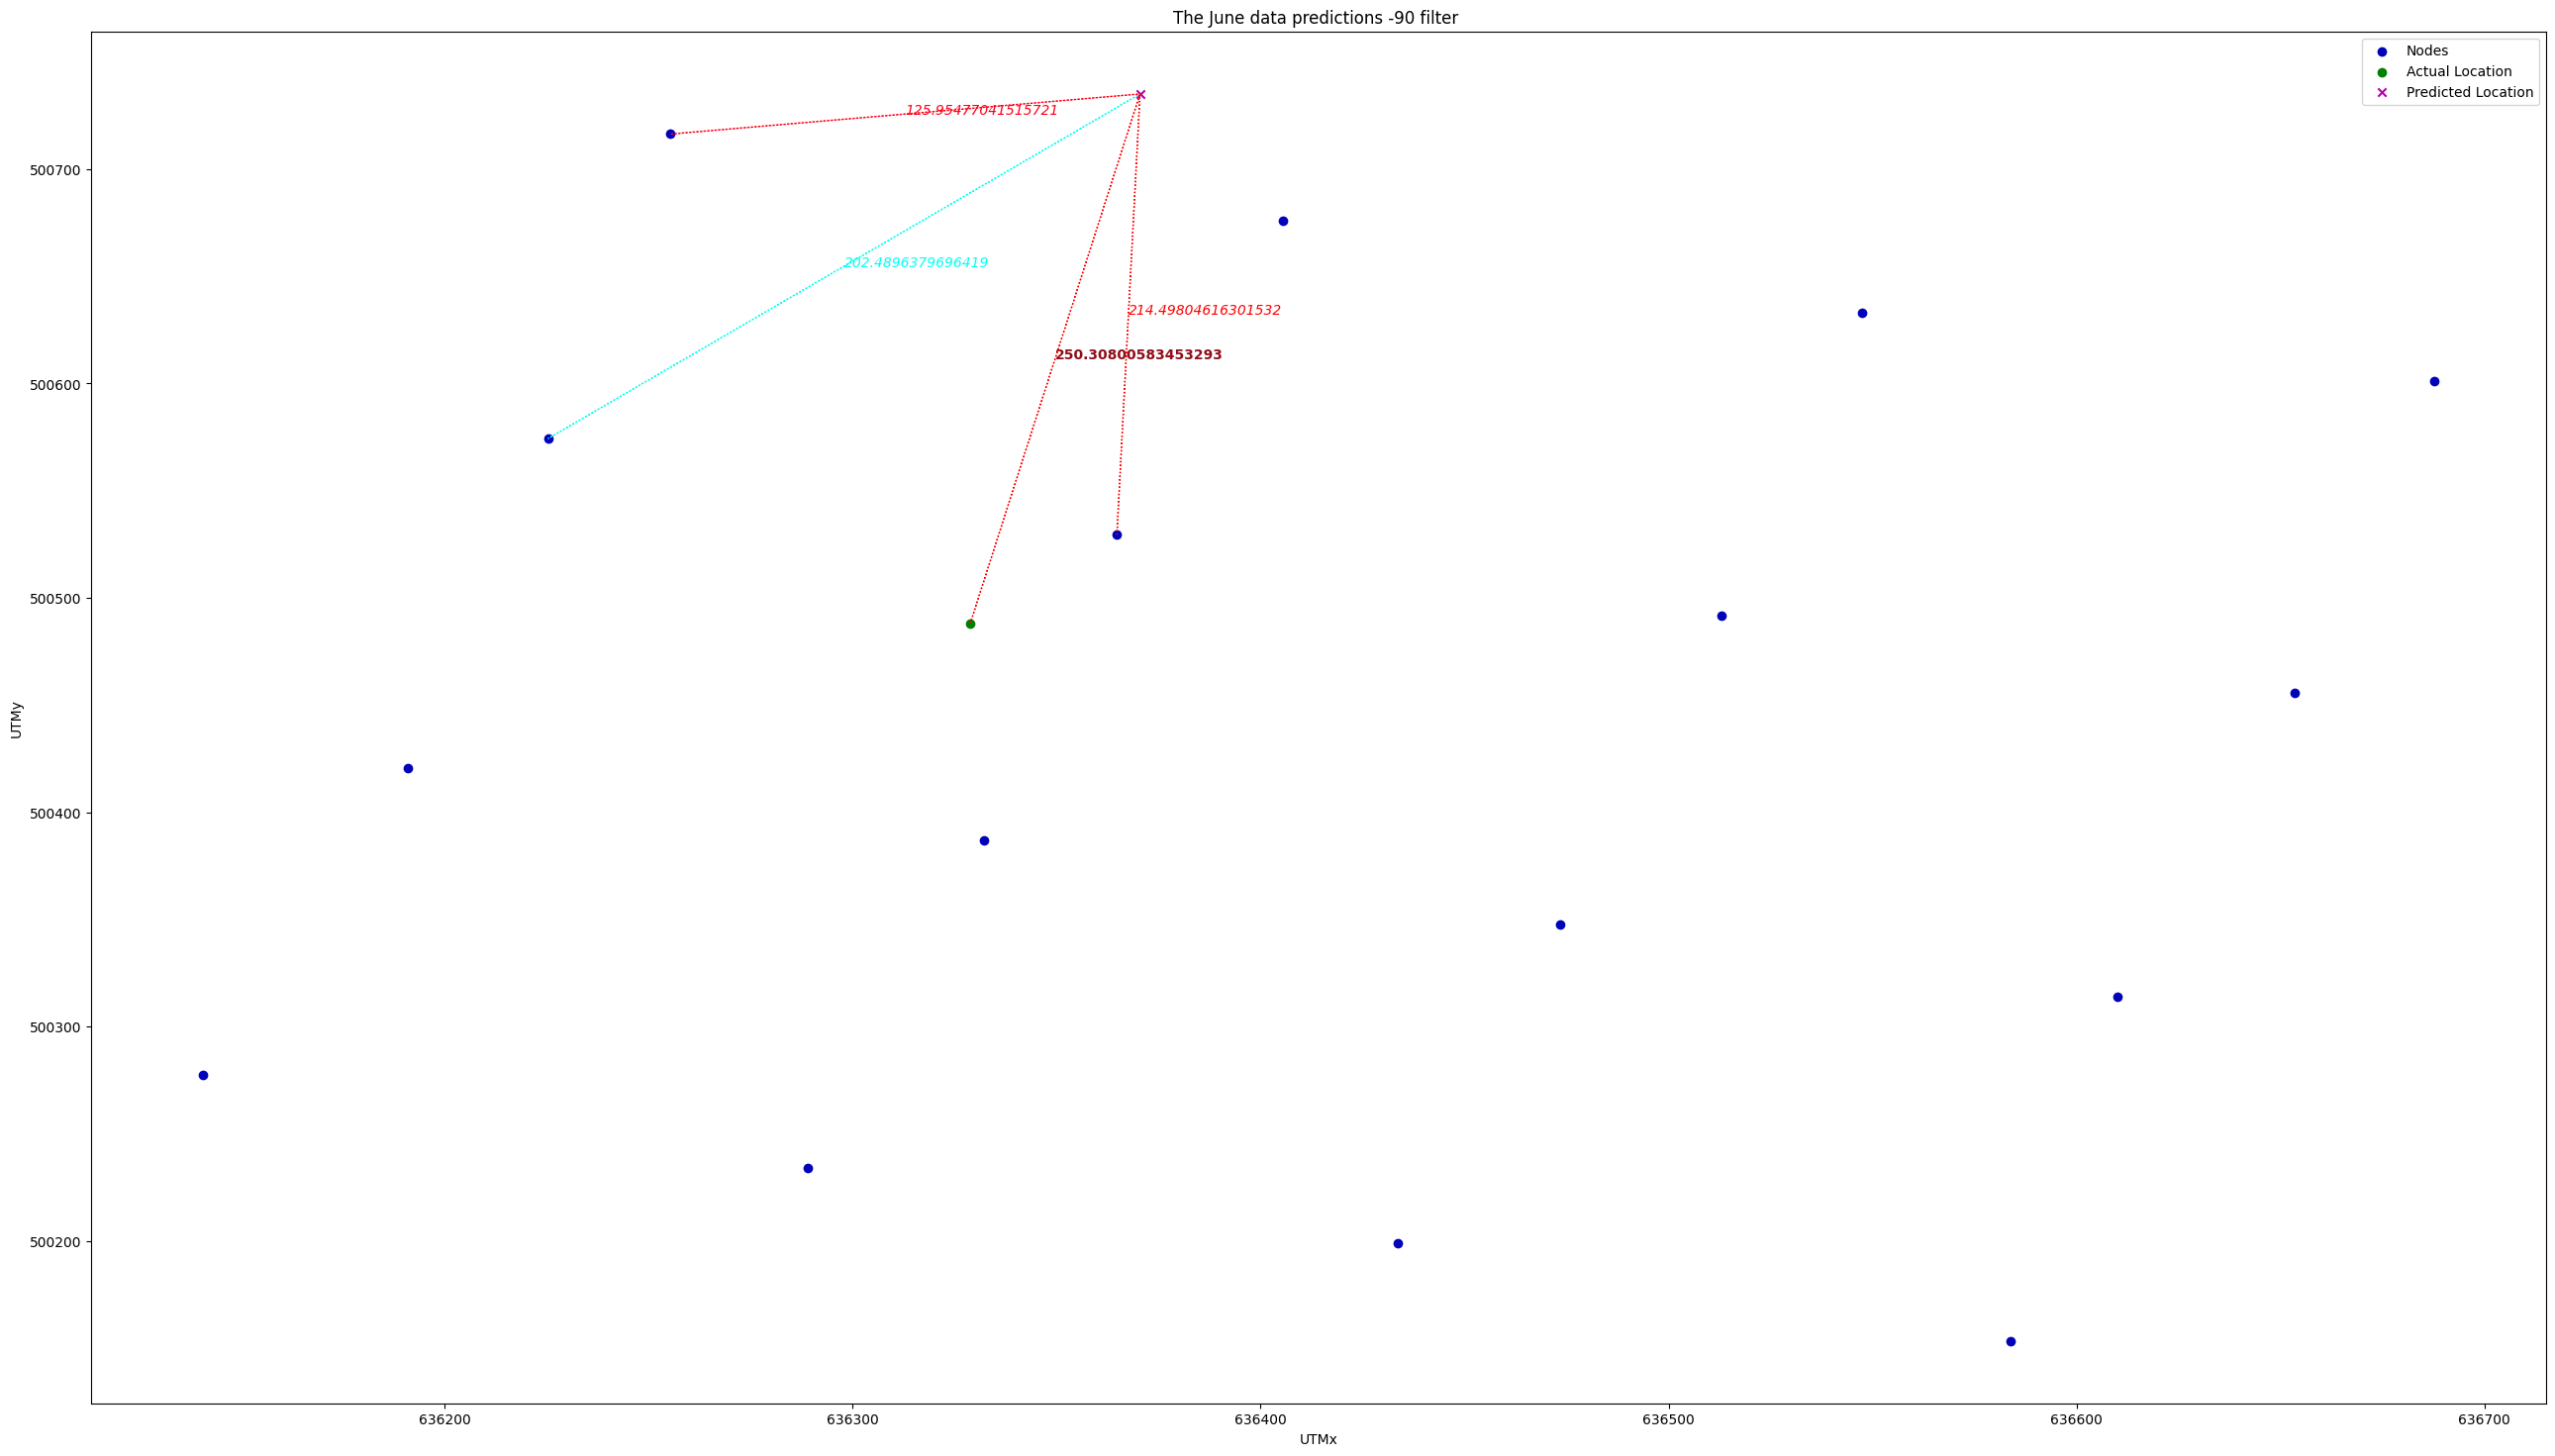 The June data predictions -90 filter
Nodes
Actual Location
Predicted Location
125.95477041515721
202.4896379696419
214.49804616301532
250.30800583453293
UTMy
500700
500600
500500
500400
500300
500200
636200 636300 636400 636500 636600 636700
UTMx